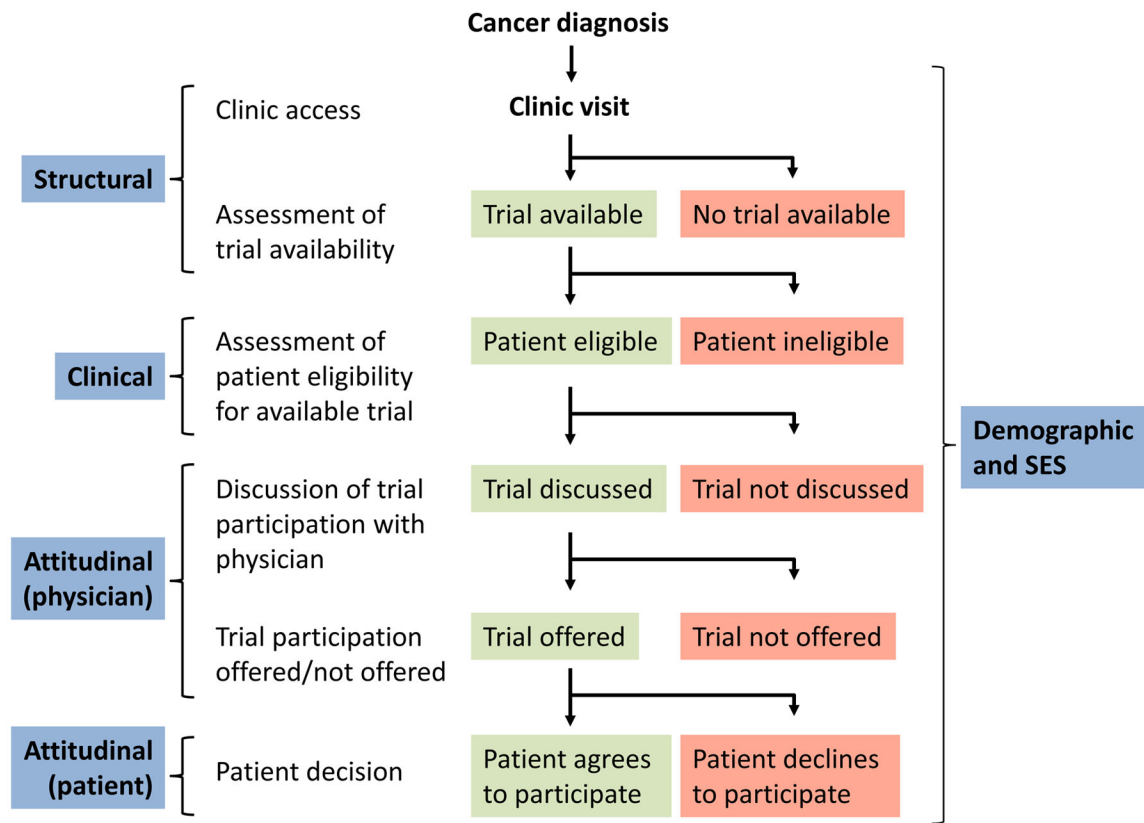 Cancer diagnosis
Clinic access
Clinic visit
Structural
Assessment of
trial availability
Trial available
No trial available
Clinical
Assessment of
patient eligibility
for available trial
Patient eligible
Patient ineligible
Demographic
and SES
Attitudinal
(physician)
Discussion of trial
participation with
physician
Trial discussed
Trial not discussed
Trial participation
offered/not offered
Trial offered
Trial not offered
Attitudinal
(patient)
Patient decision
Patient agrees
to participate
Patient declines
to participate